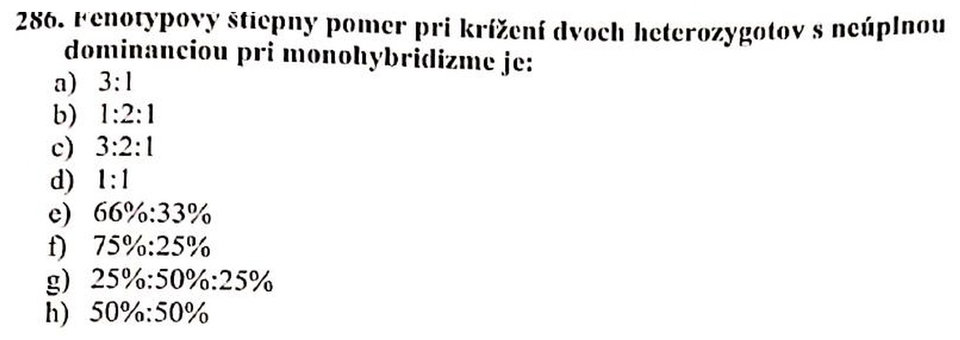 286. Fenotypový štiepny pomer pri krížení dvoch heterozygotov s neúplnou
dominanciou pri monohybridizme je:
a) 3:1
b) 1:2:1
c) 3:2:1
d) 1:1
e) 66%:33%
f) 75%:25%
g) 25%:50%:25%
h) 50%:50%